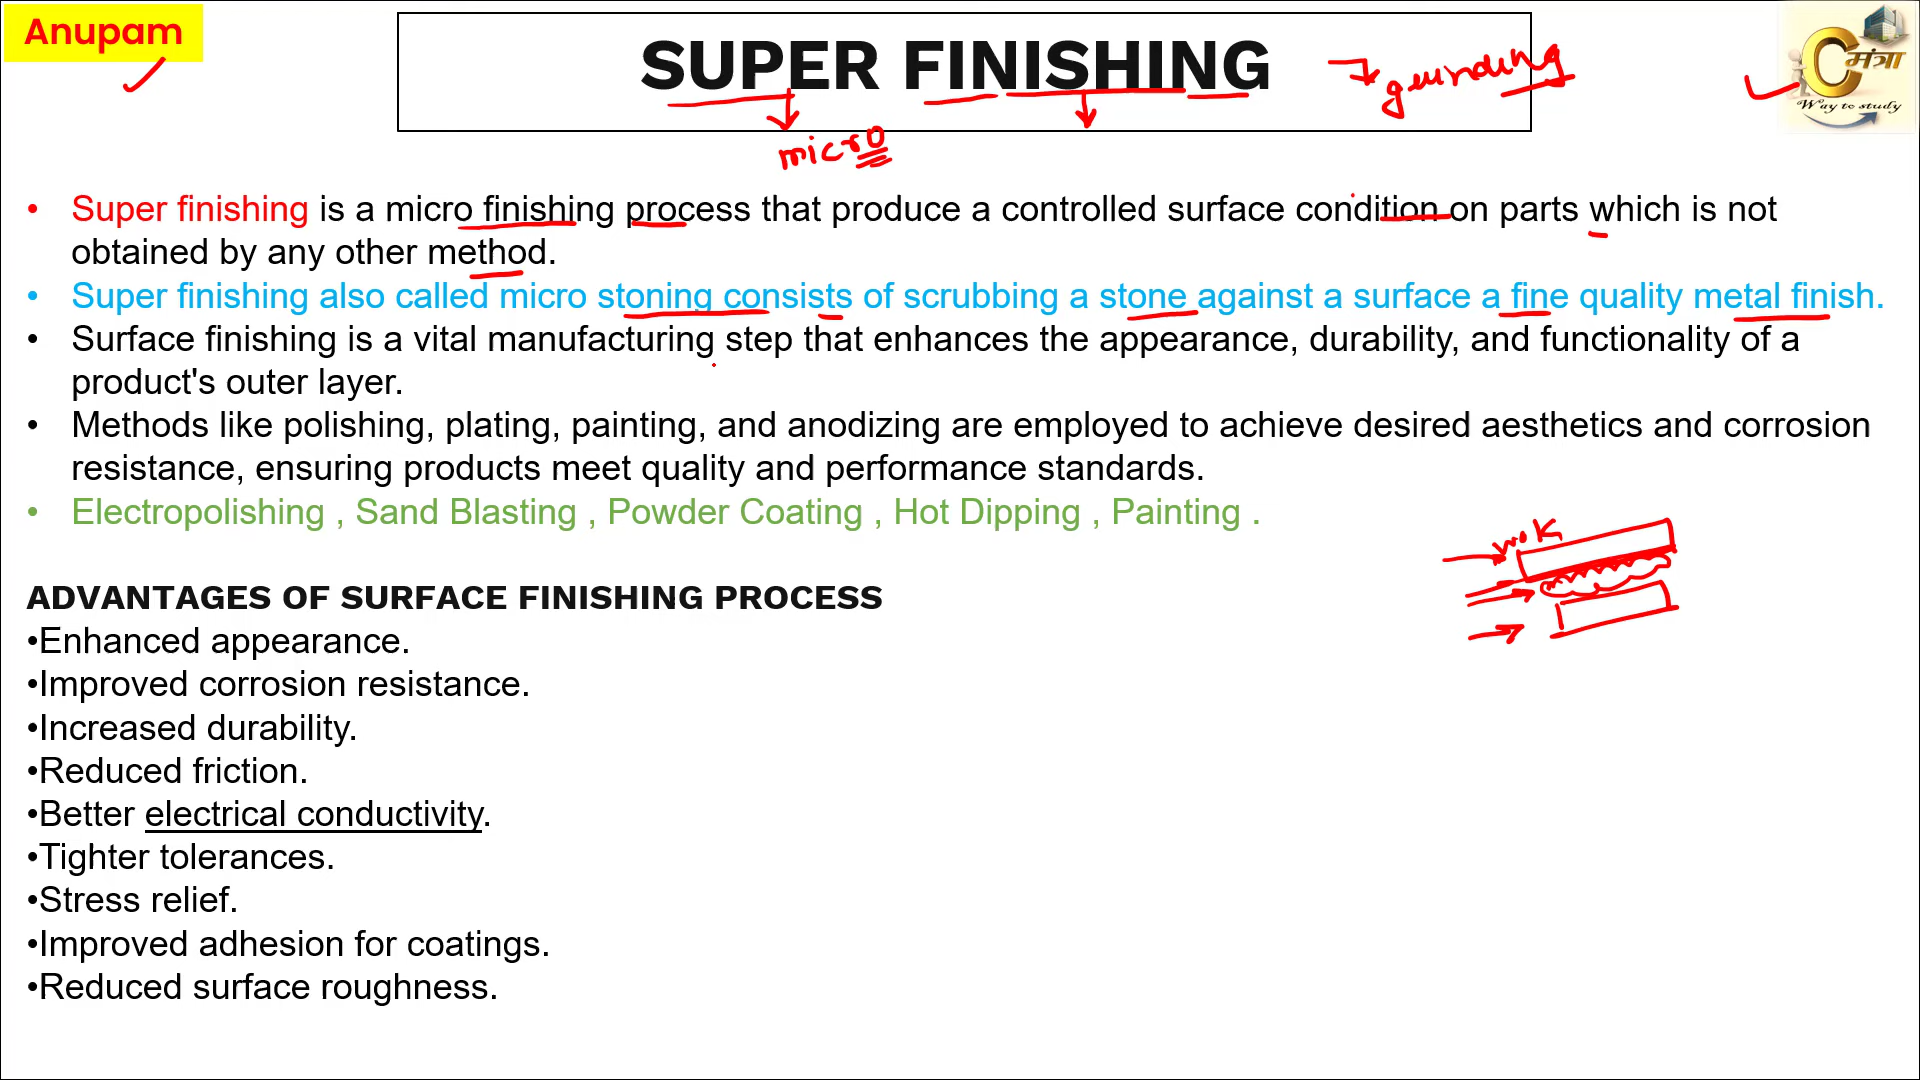 Anupam
SUPER FINISHING
grinding
micro
मंत्रा
Way to study
• Super finishing is a micro finishing process that produce a controlled surface condition on parts which is not
obtained by any other method.
• Super finishing also called micro stoning consists of scrubbing a stone against a surface a fine quality metal finish.
• Surface finishing is a vital manufacturing step that enhances the appearance, durability, and functionality of a
product's outer layer.
• Methods like polishing, plating, painting, and anodizing are employed to achieve desired aesthetics and corrosion
resistance, ensuring products meet quality and performance standards.
• Electropolishing , Sand Blasting , Powder Coating , Hot Dipping , Painting .
ADVANTAGES OF SURFACE FINISHING PROCESS
•Enhanced appearance.
•Improved corrosion resistance.
•Increased durability.
•Reduced friction.
•Better electrical conductivity.
•Tighter tolerances.
•Stress relief.
•Improved adhesion for coatings.
•Reduced surface roughness.